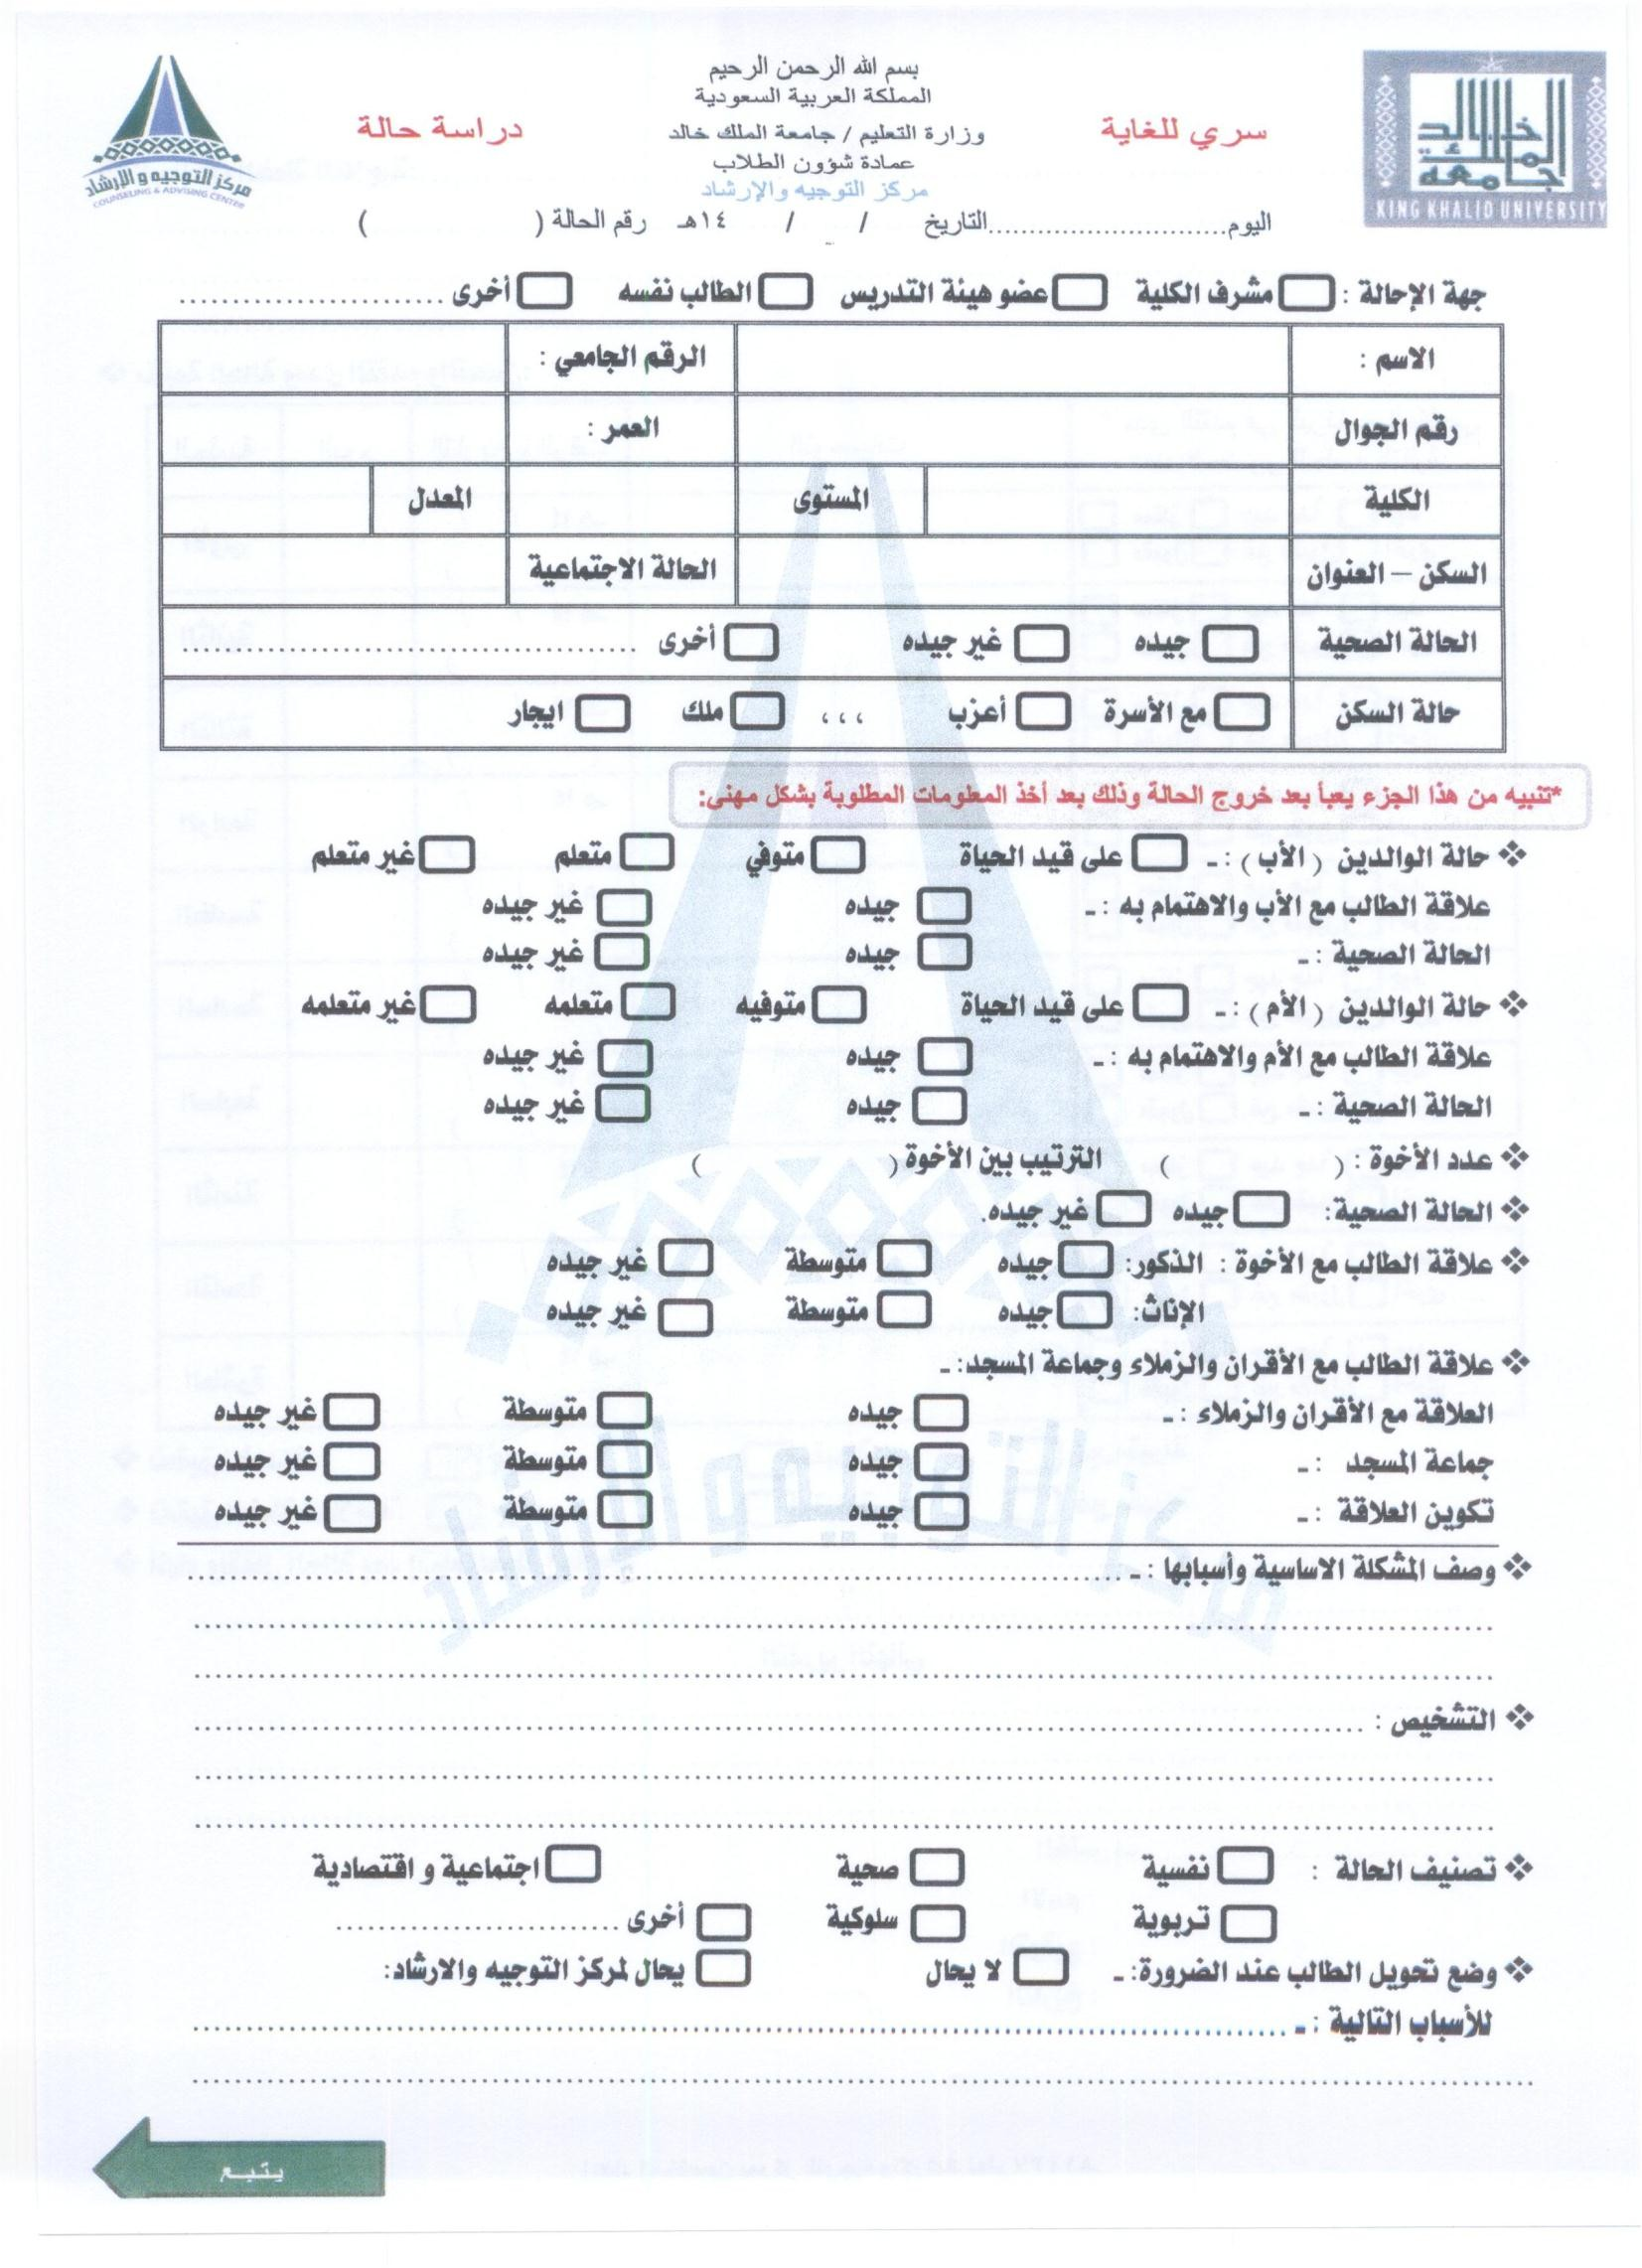 بسم الله الرحمن الرحيم
المملكة العربية السعودية
وزارة التعليم / جامعة الملك خالد
عمادة شؤون الطلاب
مركز التوجيه والإرشاد
سري للغاية
دراسة حالة
جامعة الملك خالد
KING KHALID UNIVERSITY
مركز التوجيه والإرشاد
COUNSELING & ADVISING CENTER
اليوم............................التاريخ / / ١٤هـ رقم الحالة ( )
جهة الإحالة : مشرف الكلية عضو هيئة التدريس الطالب نفسه أخرى ..........................
الاسم : الرقم الجامعي :
رقم الجوال العمر :
الكلية المستوى المعدل
السكن – العنوان الحالة الاجتماعية
الحالة الصحية جيده غير جيده أخرى ..........................................
حالة السكن مع الأسرة أعزب ،،، ملك ايجار
*تنبيه من هذا الجزء يعبأ بعد خروج الحالة وذلك بعد أخذ المعلومات المطلوبة بشكل مهني:
❖ حالة الوالدين ( الأب ) :ـ على قيد الحياة متوفي متعلم غير متعلم
علاقة الطالب مع الأب والاهتمام به :ـ جيده غير جيده
الحالة الصحية :ـ جيده غير جيده
❖ حالة الوالدين ( الأم ) :ـ على قيد الحياة متوفيه متعلمه غير متعلمه
علاقة الطالب مع الأم والاهتمام به :ـ جيده غير جيده
الحالة الصحية :ـ جيده غير جيده
❖ عدد الأخوة : ( ) الترتيب بين الأخوة ( )
❖ الحالة الصحية: جيده غير جيده.
❖ علاقة الطالب مع الأخوة : الذكور: جيده متوسطة غير جيده
الإناث: جيده متوسطة غير جيده
❖ علاقة الطالب مع الأقران والزملاء وجماعة المسجد:ـ
العلاقة مع الأقران والزملاء :ـ جيده متوسطة غير جيده
جماعة المسجد :ـ جيده متوسطة غير جيده
تكوين العلاقة :ـ جيده متوسطة غير جيده
❖ وصف المشكلة الاساسية وأسبابها :ـ ................................................
❖ التشخيص : ................................................
❖ تصنيف الحالة : نفسية صحية اجتماعية و اقتصادية
تربوية سلوكية أخرى ............................
❖ وضع تحويل الطالب عند الضرورة:ـ لا يحال يحال لمركز التوجيه والارشاد:
للأسباب التالية :ـ ................................................
يتبع
مركز التوجيه والإرشاد